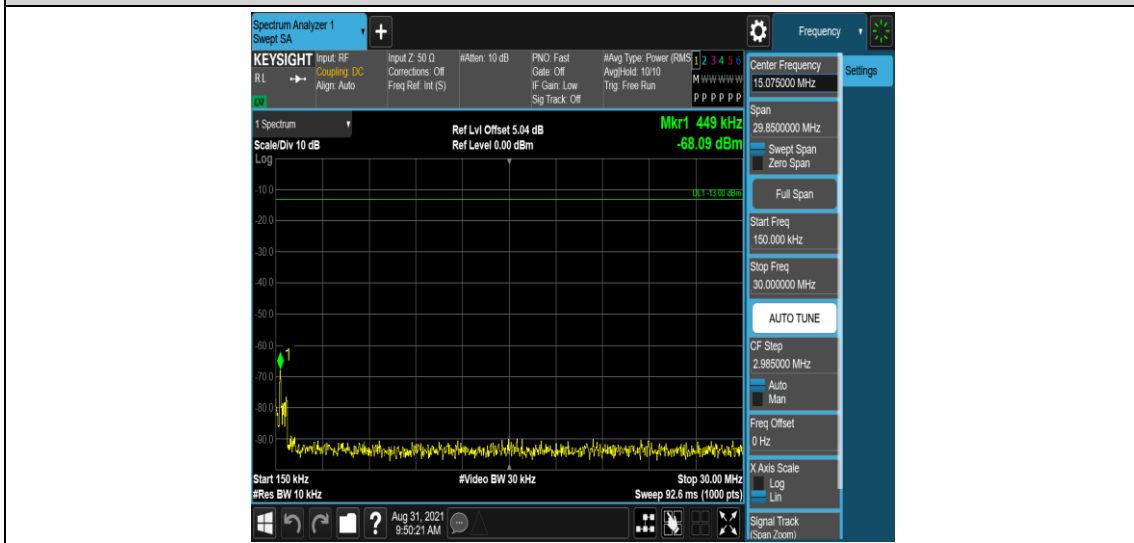 Spectrum Analyzer 1
Swept SA
+
Frequency
KEYSIGHT
RL
Input: RF
Coupling: DC
Align: Auto
Input Z: 50 Ω
Corrections: Off
Freq Ref: Int (S)
#Atten: 10 dB
PNO: Fast
Gate: Off
IF Gain: Low
Sig Track: Off
#Avg Type: Power (RMS
Avg|Hold: 10/10
Trig: Free Run
1 2 3 4 5 6
M W W W W W
P P P P P P
Center Frequency
15.075000 MHz
Settings
Span
29.8500000 MHz
Swept Span
Zero Span
Full Span
Start Freq
150.000 kHz
Stop Freq
30.000000 MHz
AUTO TUNE
CF Step
2.985000 MHz
Auto
Man
Freq Offset
0 Hz
X Axis Scale
Log
Lin
Signal Track
(Span Zoom)
1 Spectrum
Scale/Div 10 dB
Log
Ref Lvl Offset 5.04 dB
Ref Level 0.00 dBm
Mkr1 449 kHz
-68.09 dBm
DL1 -13.00 dBm
-10.0
-20.0
-30.0
-40.0
-50.0
-60.0
1
-70.0
-80.0
-90.0
Start 150 kHz
#Video BW 30 kHz
Stop 30.00 MHz
#Res BW 10 kHz
Sweep 92.6 ms (1000 pts)
?
Aug 31, 2021
9:50:21 AM